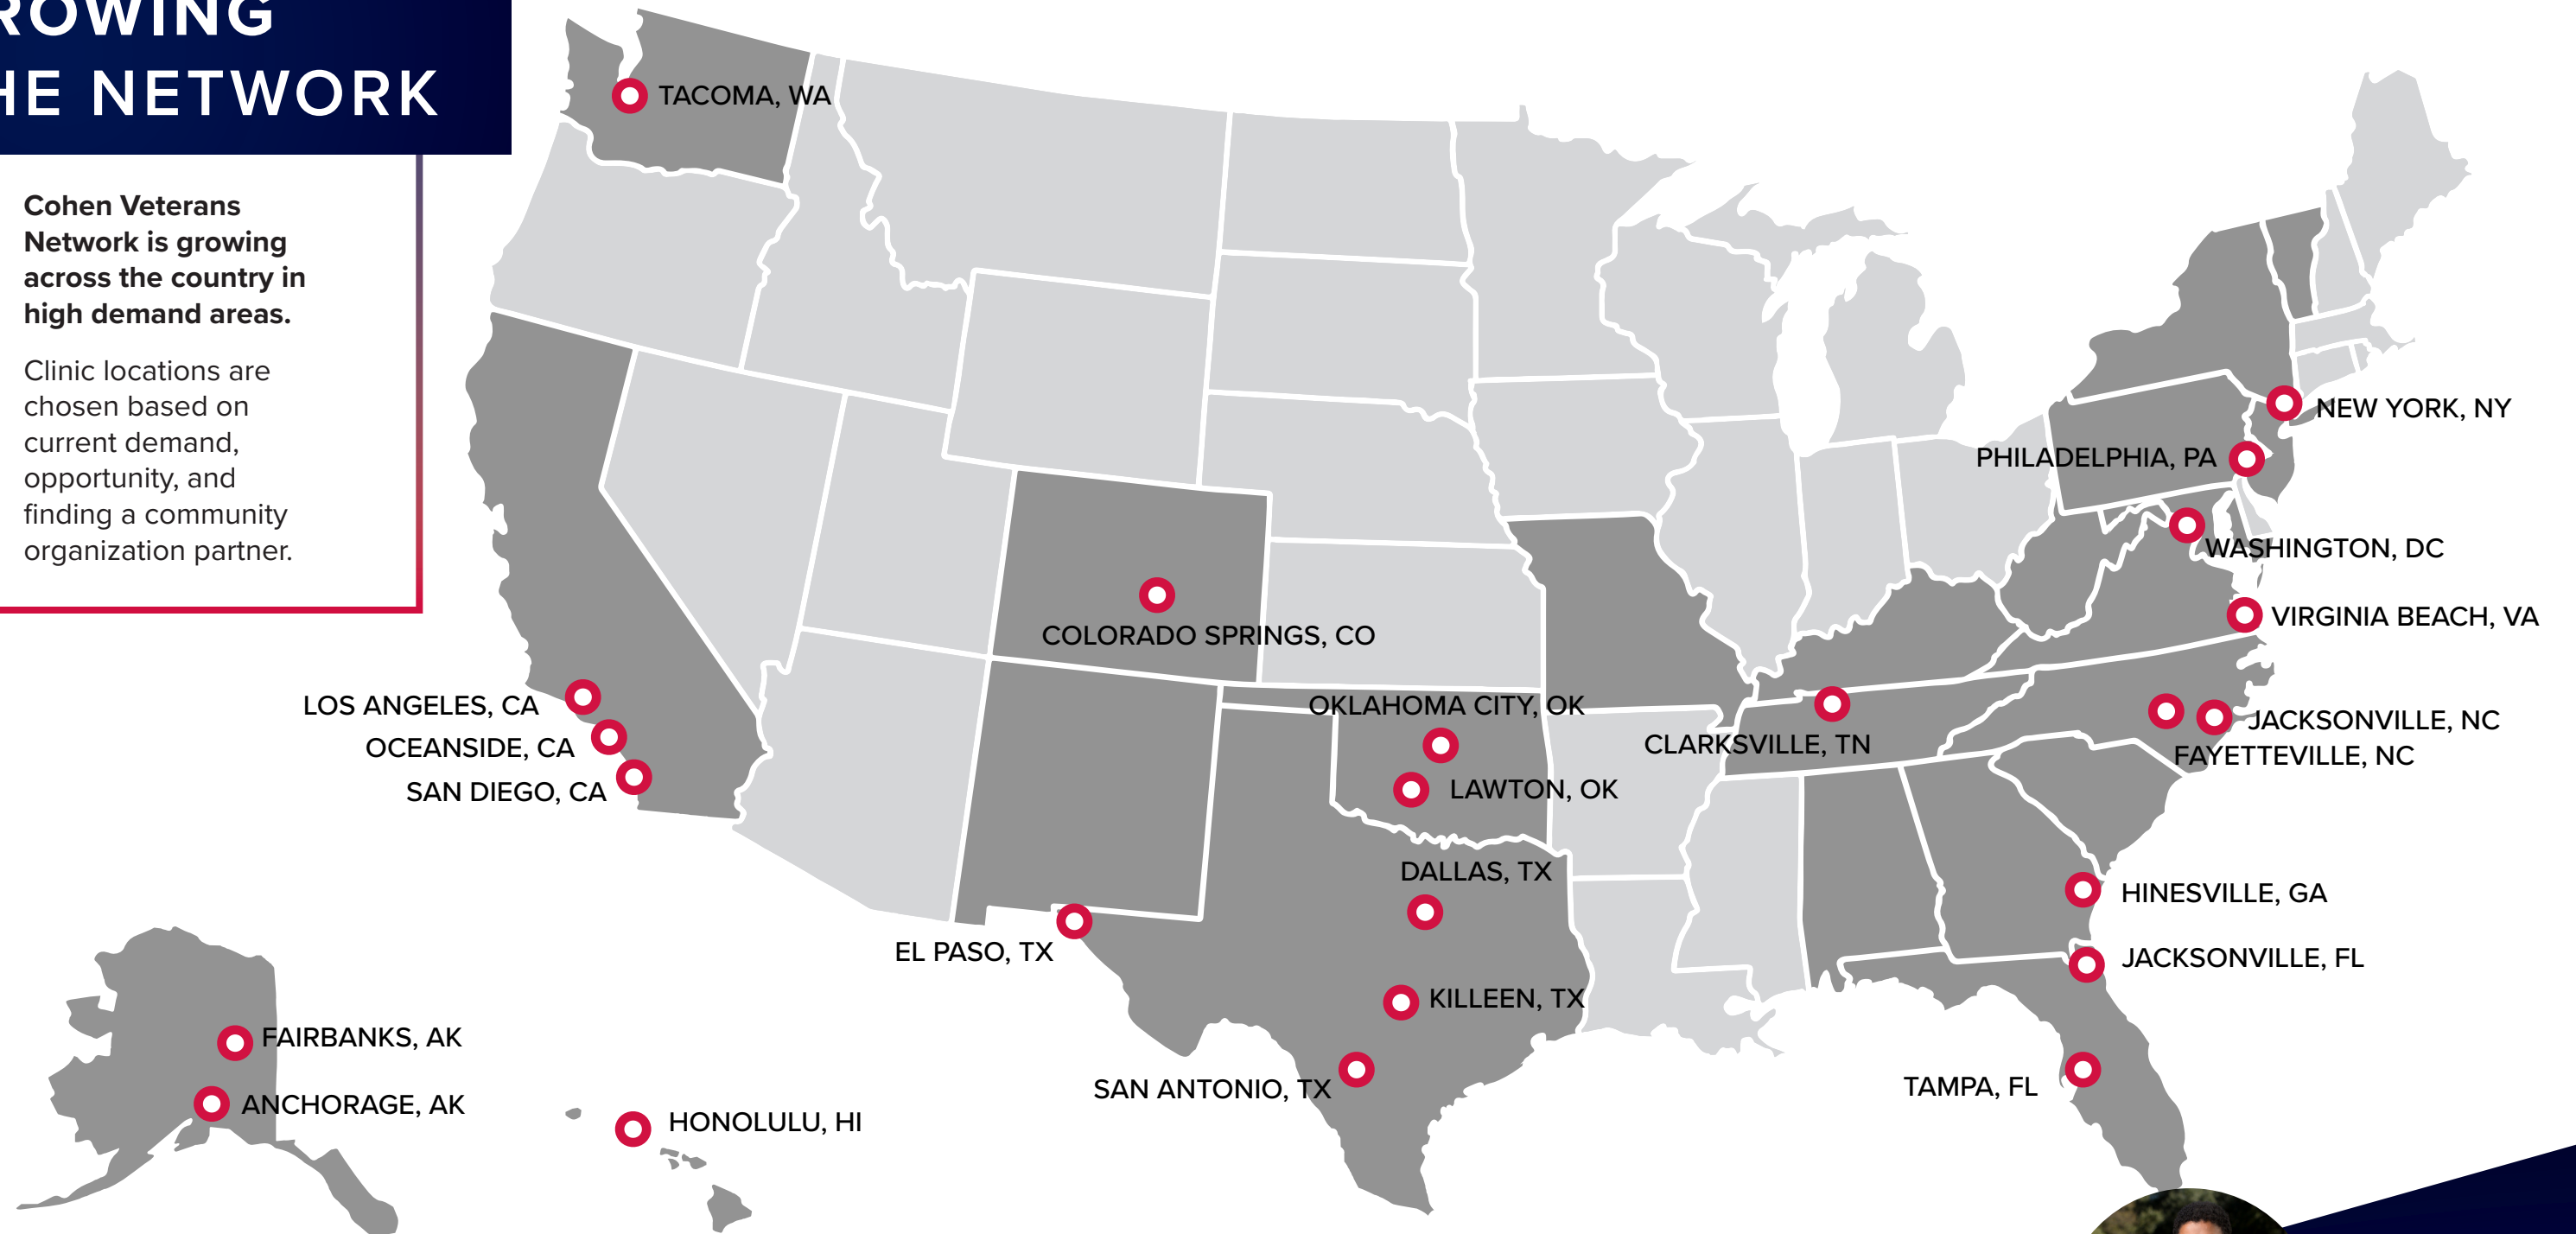 ROWING
HE NETWORK
Cohen Veterans
Network is growing
across the country in
high demand areas.
Clinic locations are
chosen based on
current demand,
opportunity, and
finding a community
organization partner.
TACOMA, WA
NEW YORK, NY
PHILADELPHIA, PA
WASHINGTON, DC
VIRGINIA BEACH, VA
COLORADO SPRINGS, CO
LOS ANGELES, CA
OCEANSIDE, CA
SAN DIEGO, CA
OKLAHOMA CITY, OK
LAWTON, OK
CLARKSVILLE, TN
JACKSONVILLE, NC
FAYETTEVILLE, NC
DALLAS, TX
EL PASO, TX
KILLEEN, TX
SAN ANTONIO, TX
HINESVILLE, GA
JACKSONVILLE, FL
TAMPA, FL
FAIRBANKS, AK
ANCHORAGE, AK
HONOLULU, HI